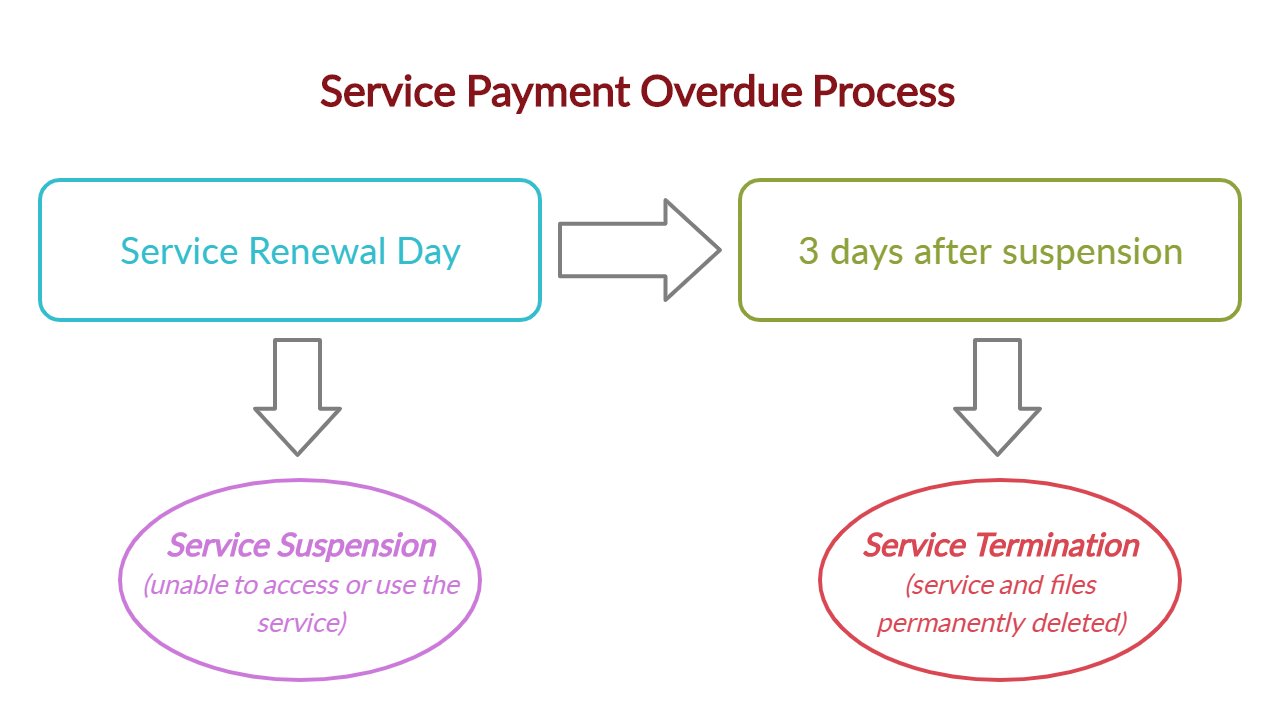 Service Payment Overdue Process
Service Renewal Day
3 days after suspension
Service Suspension
(unable to access or use the
service)
Service Termination
(service and files
permanently deleted)